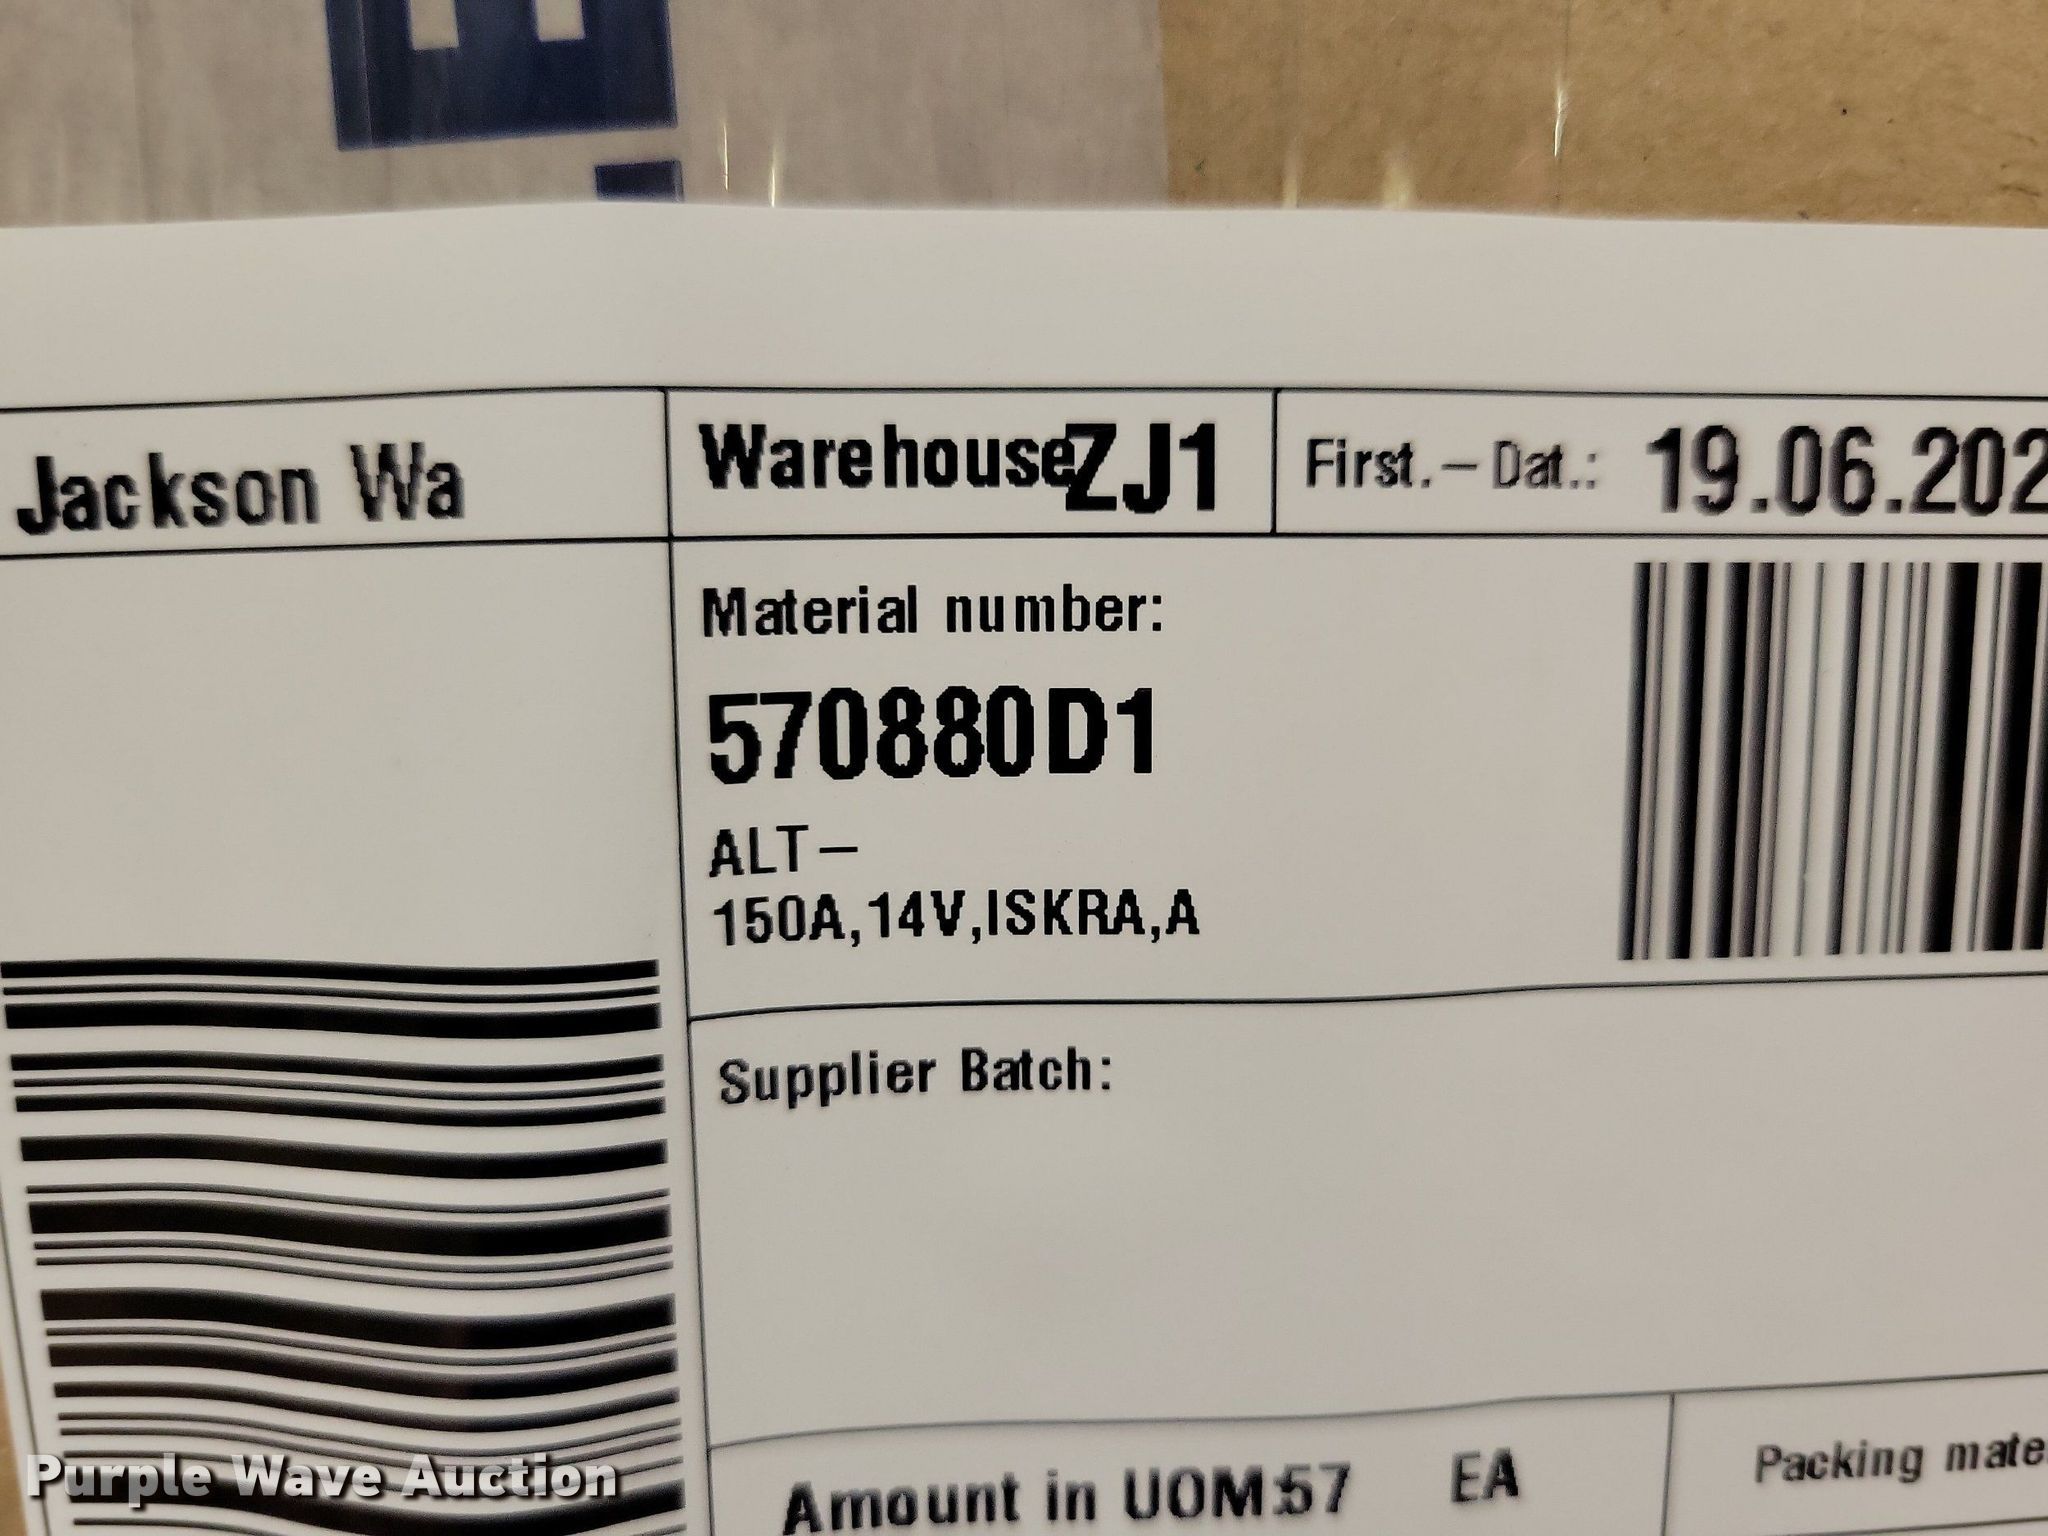 Jackson Wa
Warehouse ZJ1
First.-Dat.: 19.06.202
Material number:
570880D1
ALT-
150A,14V,ISKRA,A
Supplier Batch:
Amount in UOM:57 EA
Packing mate
Purple Wave Auction